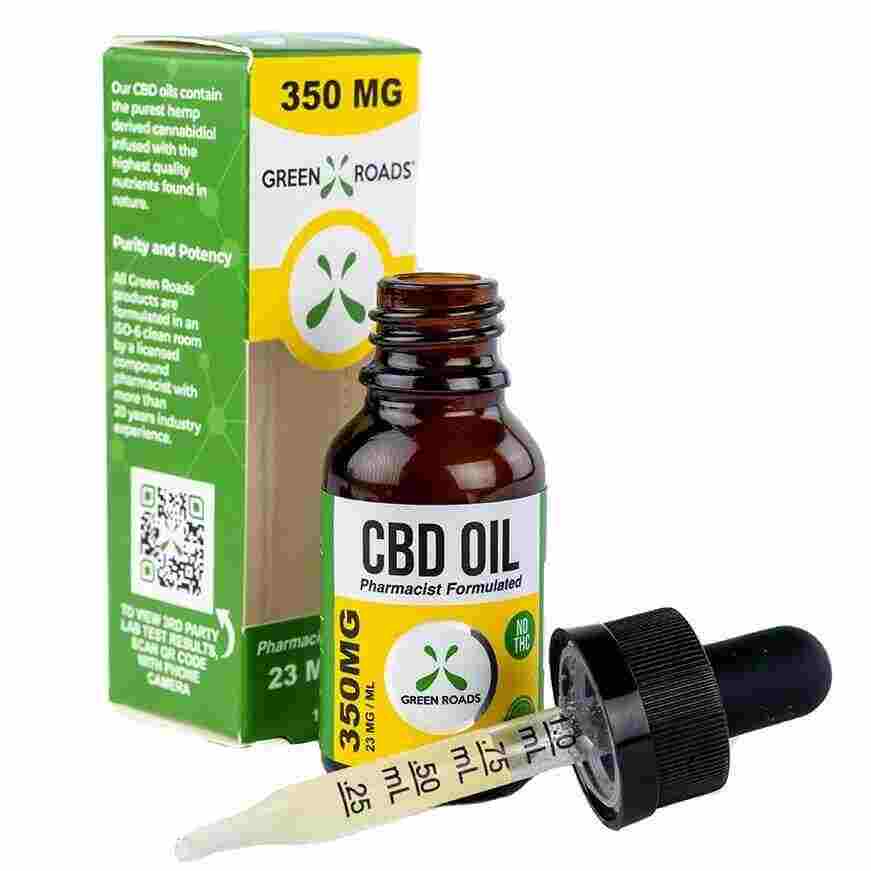 Our CBD oils contain
the purest hemp
derived cannabidiol
infused with the
highest quality
nutrients found in
nature.
Purity and Potency
All Green Roads
products are
formulated in an
ISO-6 clean room
by a licensed
compound
pharmacist with
more than
20 years industry
experience.
TO VIEW 3RD PARTY
LAB TEST RESULTS,
SCAN QR CODE
WITH PHONE
CAMERA
350 MG
GREEN ROADS®
23 M
CBD OIL
Pharmacist Formulated
350MG
23 MG / ML
NO
THC
GREEN ROADS
1.0
mL
.75
mL
.50
mL
.25